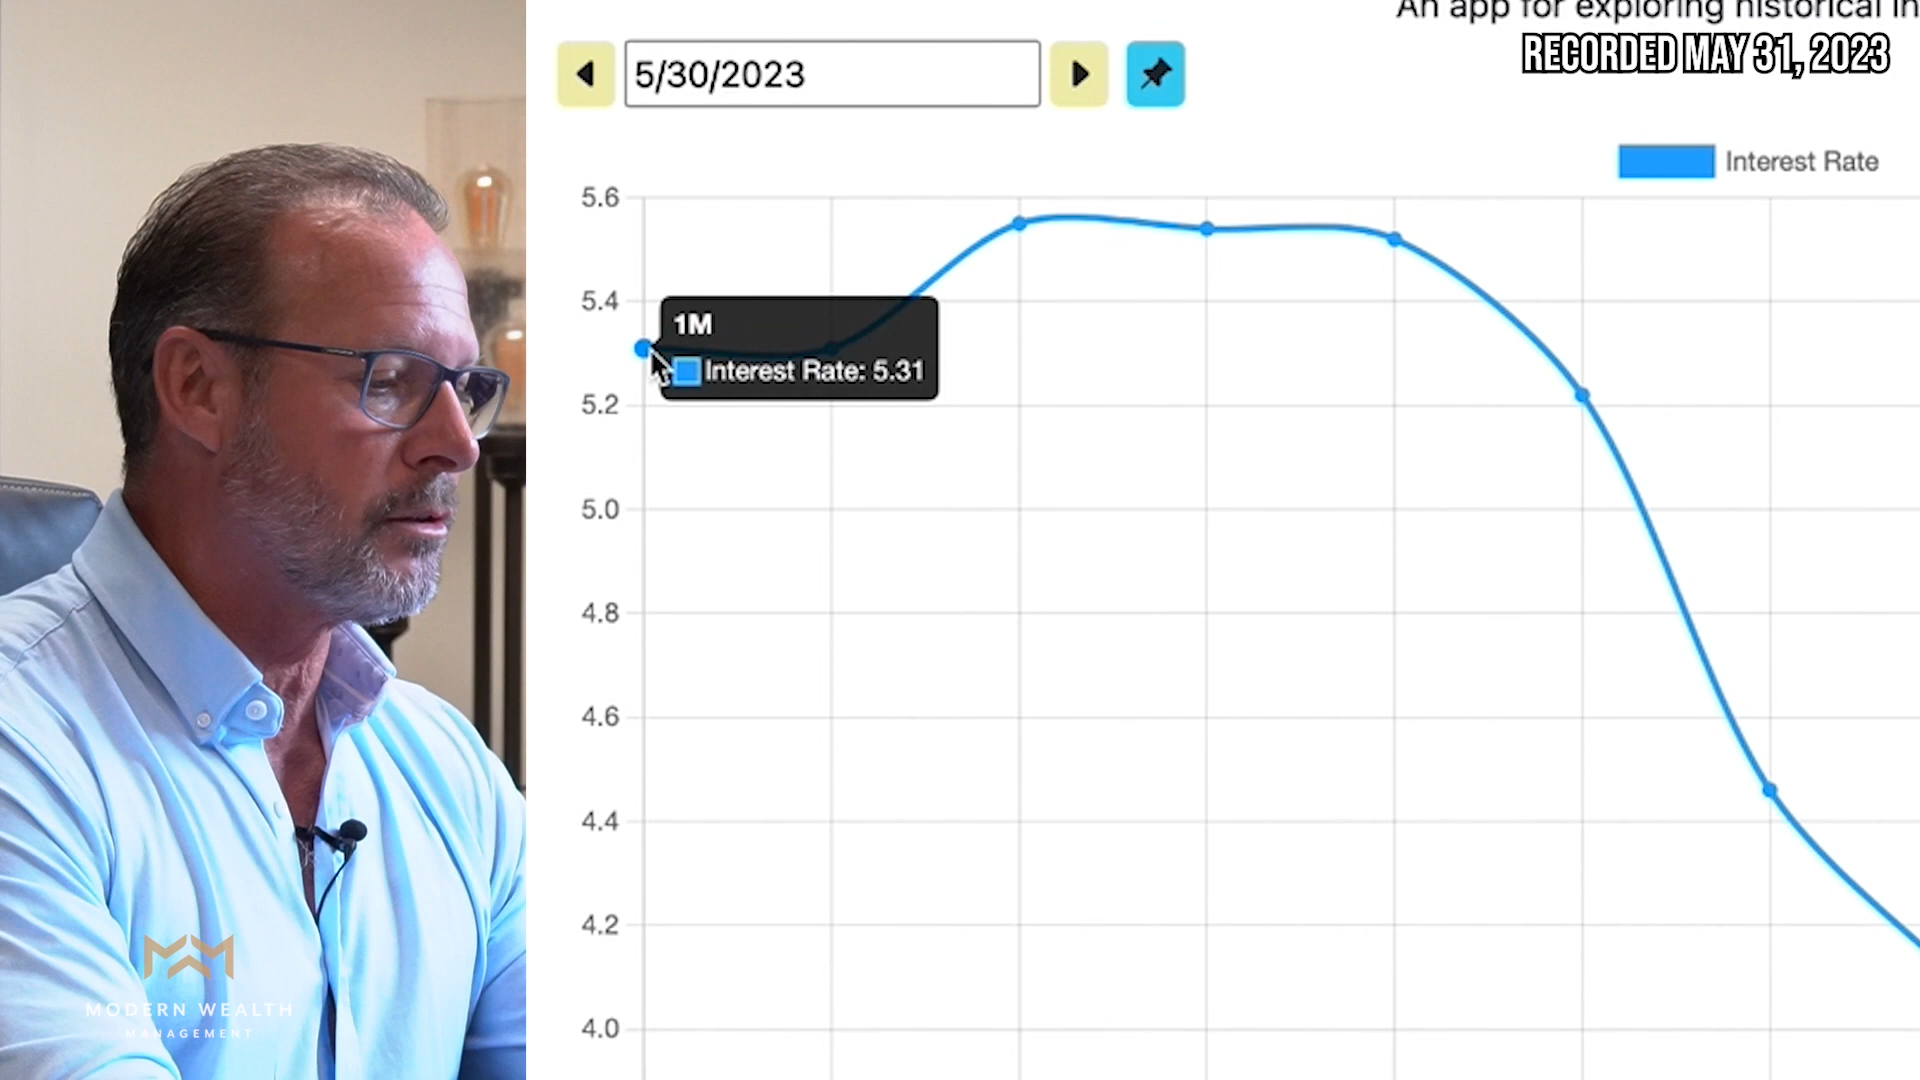 An app for exploring historical in
RECORDED MAY 31, 2023
5/30/2023
Interest Rate
5.6
5.4
1M
Interest Rate: 5.31
5.2
5.0
4.8
4.6
4.4
4.2
4.0
MODERN WEALTH
MANAGEMENT